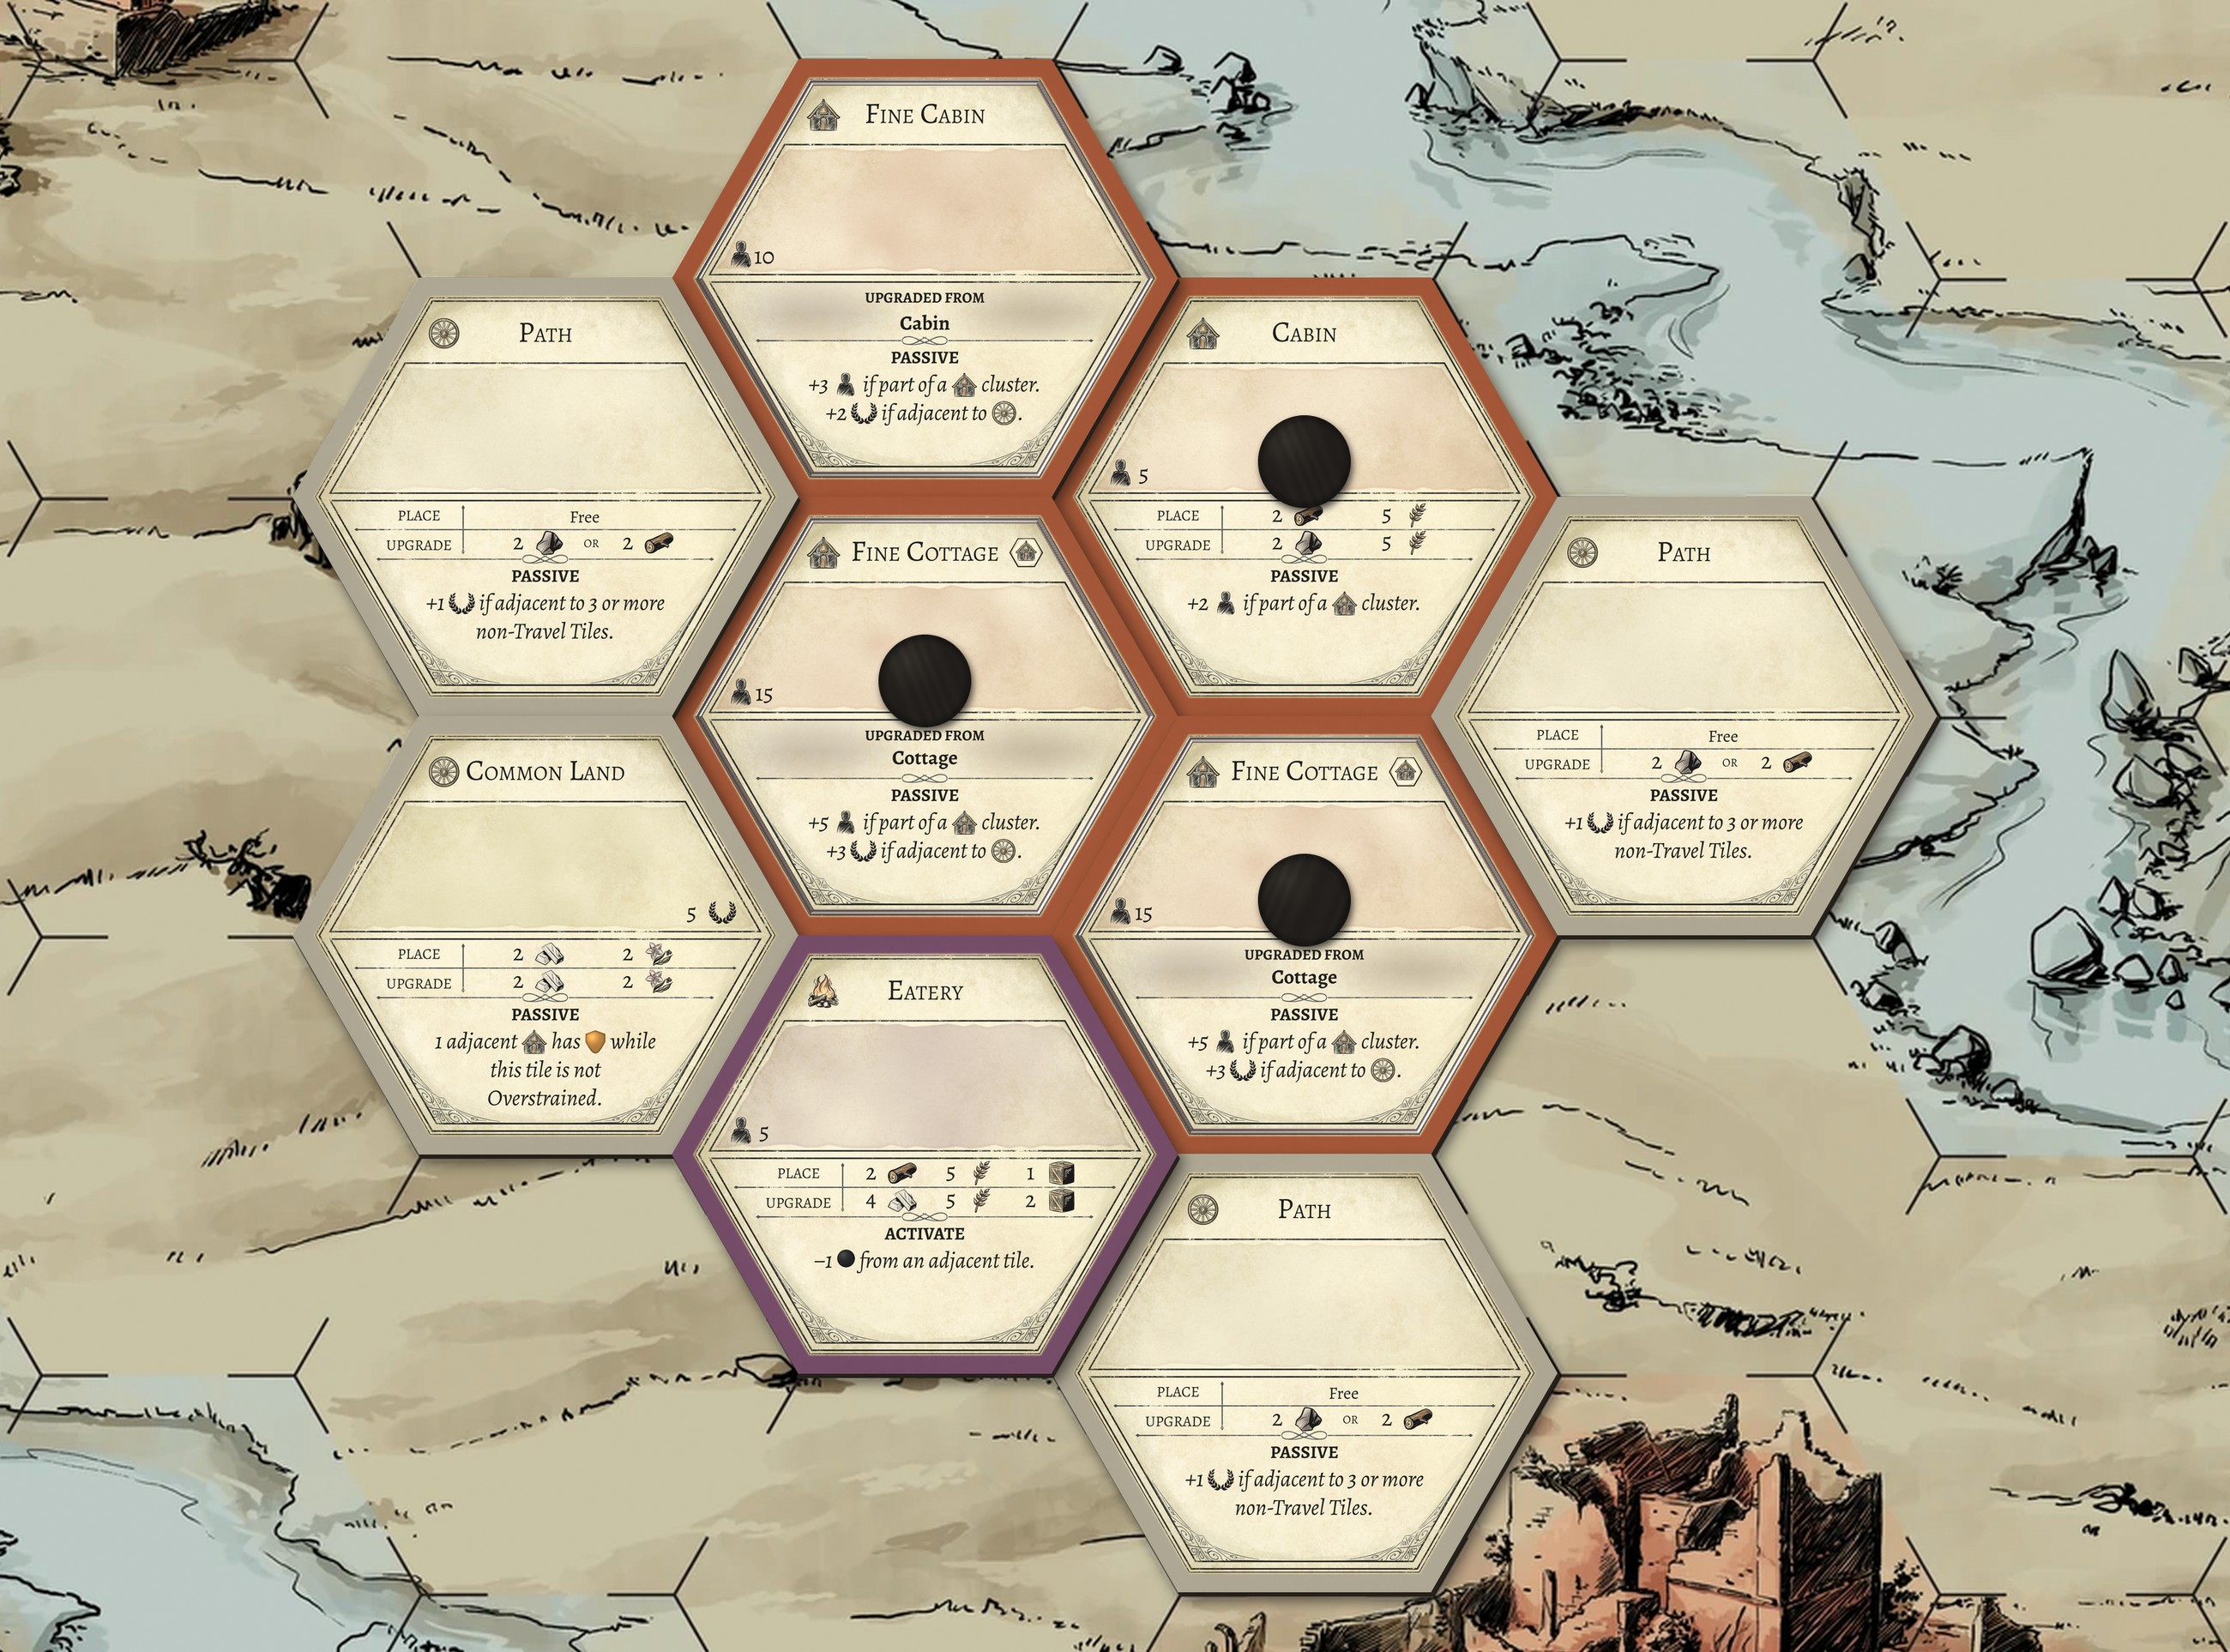 Fine Cabin
10
UPGRADED FROM
Cabin
PASSIVE
+3 if part of a cluster.
+2 if adjacent to .
Path
PLACE Free
UPGRADE 2 OR 2
PASSIVE
+1 if adjacent to 3 or more
non-Travel Tiles.
Cabin
5
PLACE 2 5
UPGRADE 2 5
PASSIVE
+2 if part of a cluster.
Fine Cottage
15
UPGRADED FROM
Cottage
PASSIVE
+5 if part of a cluster.
+3 if adjacent to .
Path
PLACE Free
UPGRADE 2 OR 2
PASSIVE
+1 if adjacent to 3 or more
non-Travel Tiles.
Common Land
5
PLACE 2 2
UPGRADE 2 2
PASSIVE
1 adjacent has while
this tile is not
Overstrained.
Fine Cottage
15
UPGRADED FROM
Cottage
PASSIVE
+5 if part of a cluster.
+3 if adjacent to .
Eatery
5
PLACE 2 5 1
UPGRADE 4 5 2
ACTIVATE
–1 from an adjacent tile.
Path
PLACE Free
UPGRADE 2 OR 2
PASSIVE
+1 if adjacent to 3 or more
non-Travel Tiles.